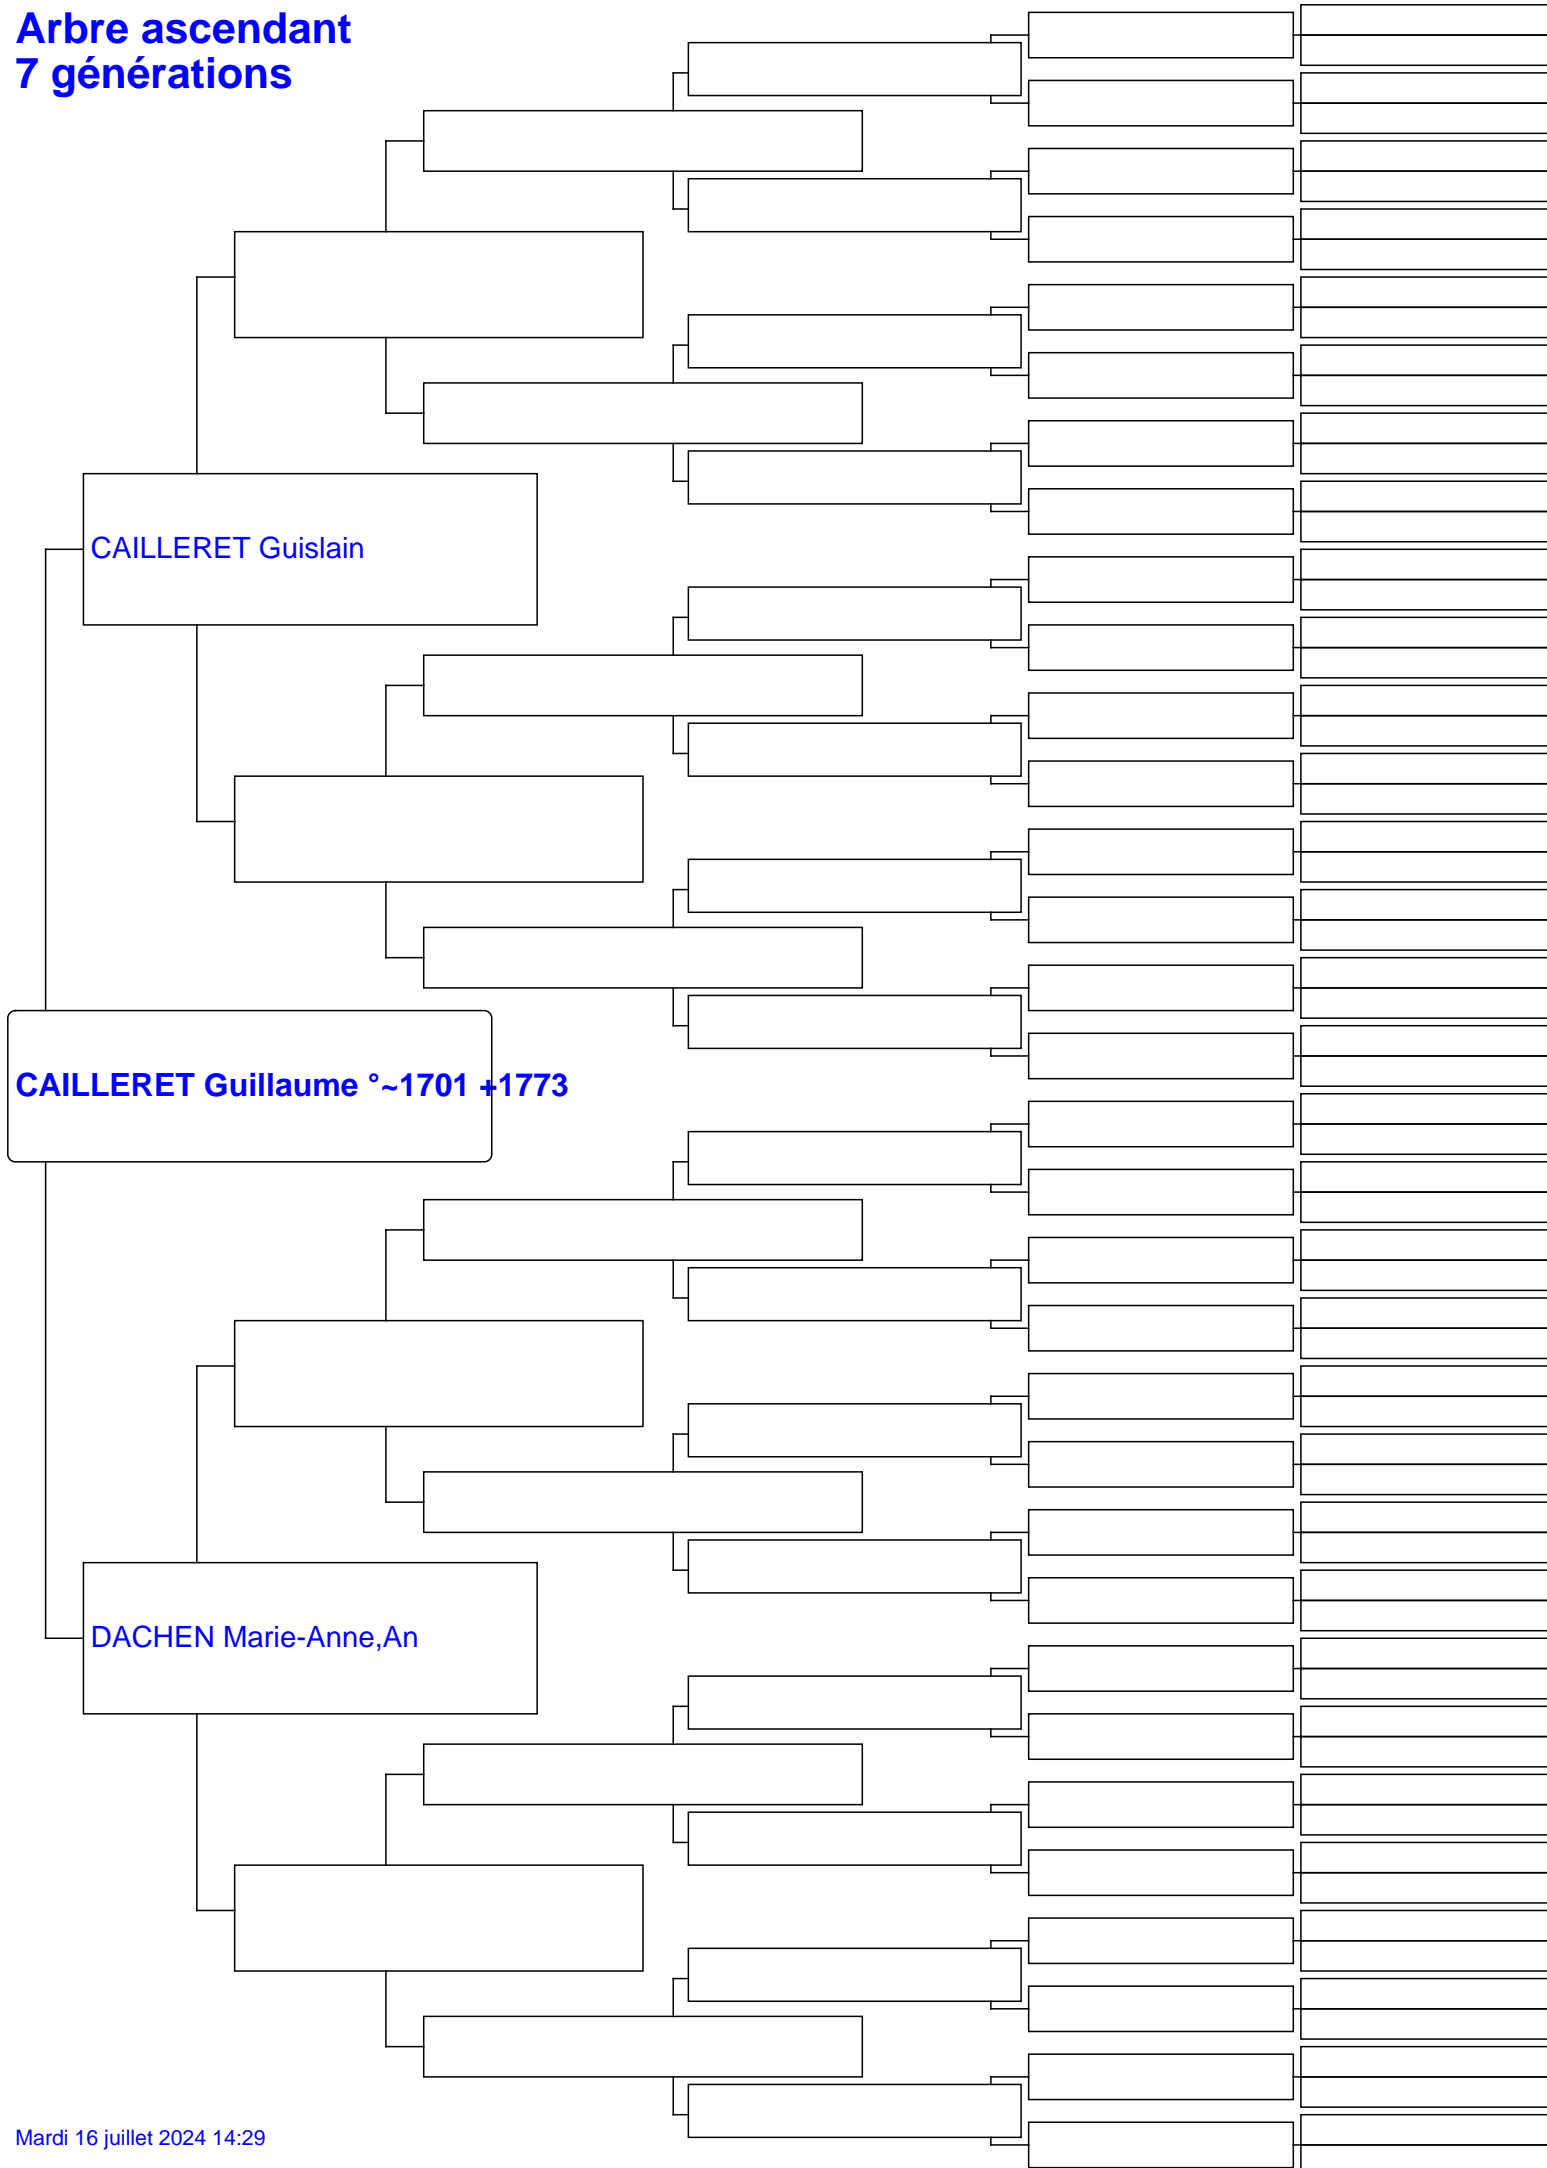 Arbre ascendant
7 générations
CAILLERET Guislain
CAILLERET Guillaume °~1701 +1773
DACHEN Marie-Anne,An
Mardi 16 juillet 2024 14:29